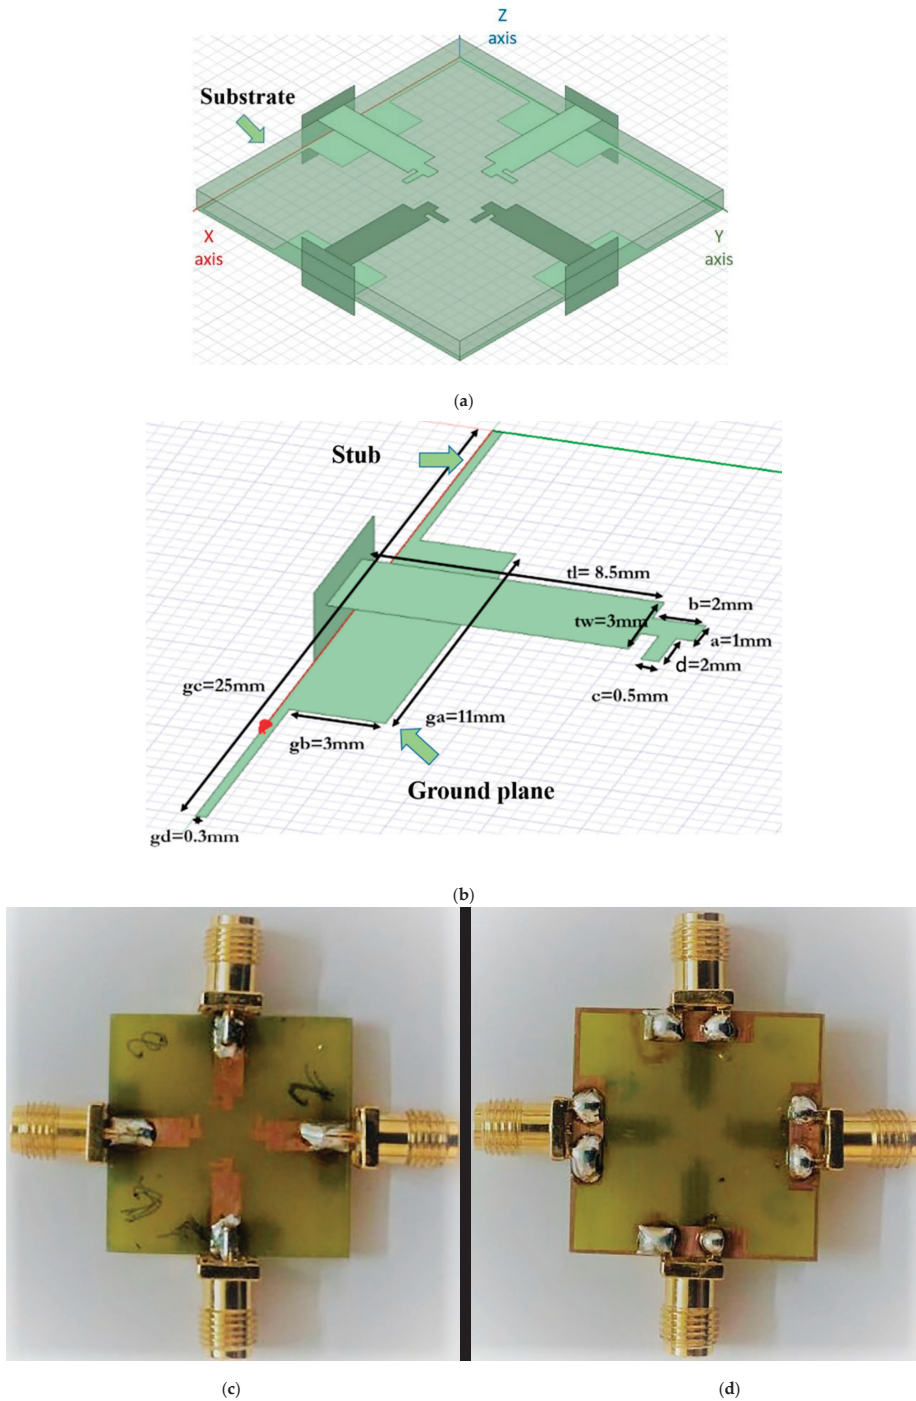 Z
axis
Substrate
X
axis
Y
axis
(a)
Stub
tl= 8.5mm
b=2mm
tw=3mm
a=1mm
d=2mm
c=0.5mm
gc=25mm
ga=11mm
gb=3mm
Ground plane
gd=0.3mm
(b)
(c)
(d)